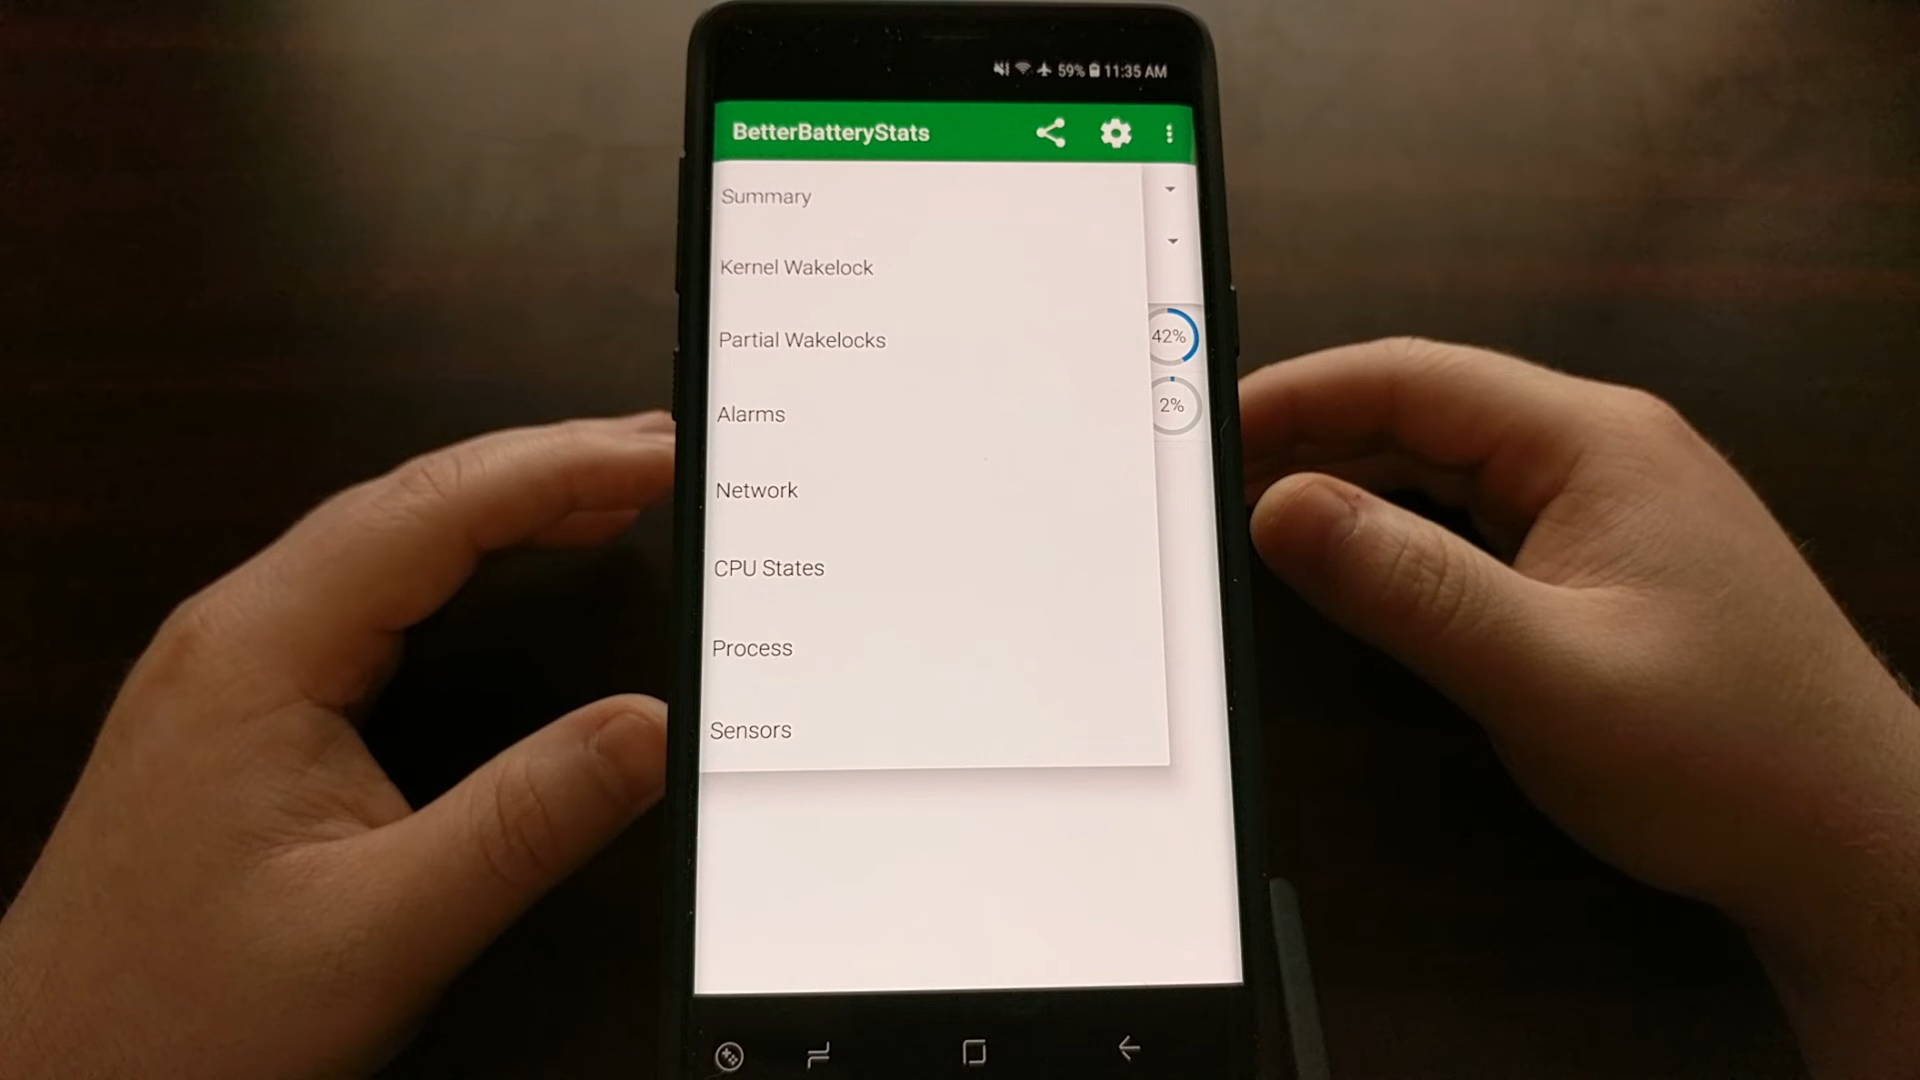 59% 11:35 AM
BetterBatteryStats
Summary
Kernel Wakelock
Partial Wakelocks
42%
2%
Alarms
Network
CPU States
Process
Sensors